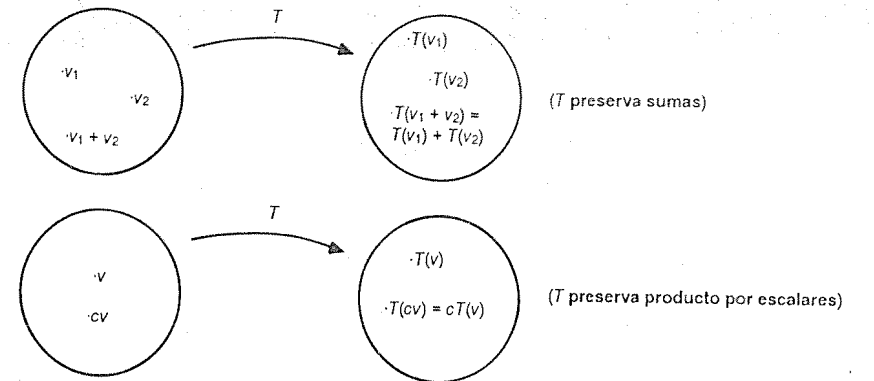 T
·v₁
·v₂
·v₁ + v₂
·T(v₁)
·T(v₂)
·T(v₁ + v₂) =
T(v₁) + T(v₂)
(T preserva sumas)
T
·v
·cv
·T(v)
·T(cv) = cT(v)
(T preserva producto por escalares)